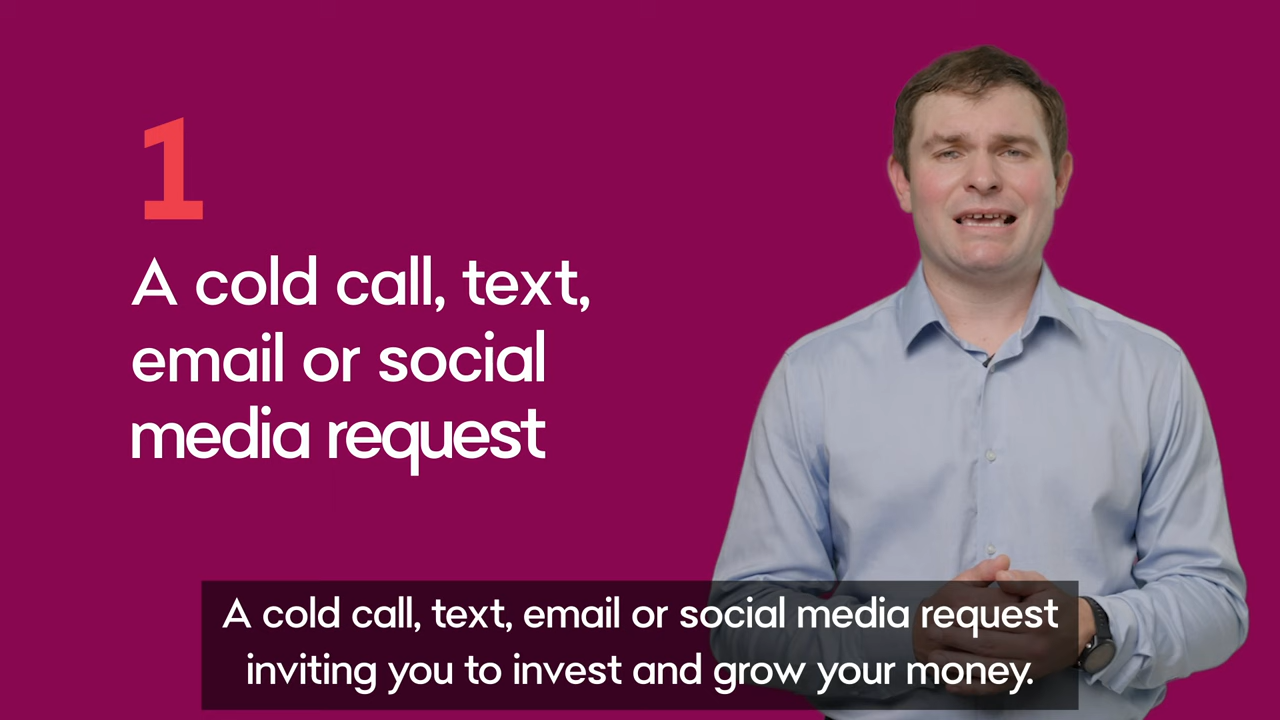 1
A cold call, text,
email or social
media request
A cold call, text, email or social media request
inviting you to invest and grow your money.